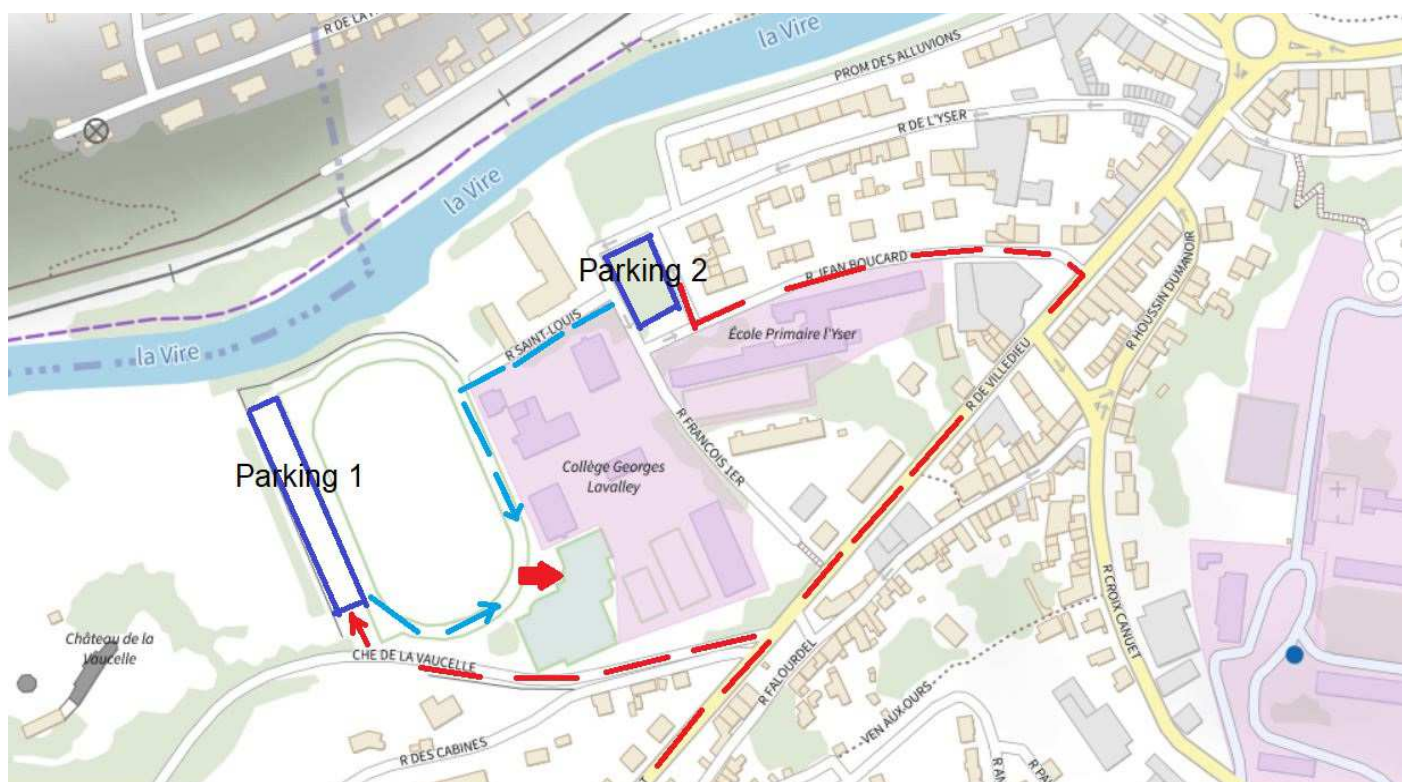 R DE LA
la Vire
PROM DES ALLUVIONS
R DE L'YSER
la Vire
Parking 2
R JEAN BOUCARD
R HOUSSIN DUMANOIR
R SAINT-LOUIS
École Primaire l'Yser
la Vire
R DE VILLEDIEU
R FRANCOIS 1ER
Parking 1
Collège Georges
Lavalley
R CROIX CANUET
Château de la
Vaucelle
CHE DE LA VAUCELLE
R FALOURDEL
VEN AUX OURS
R DES CABINES